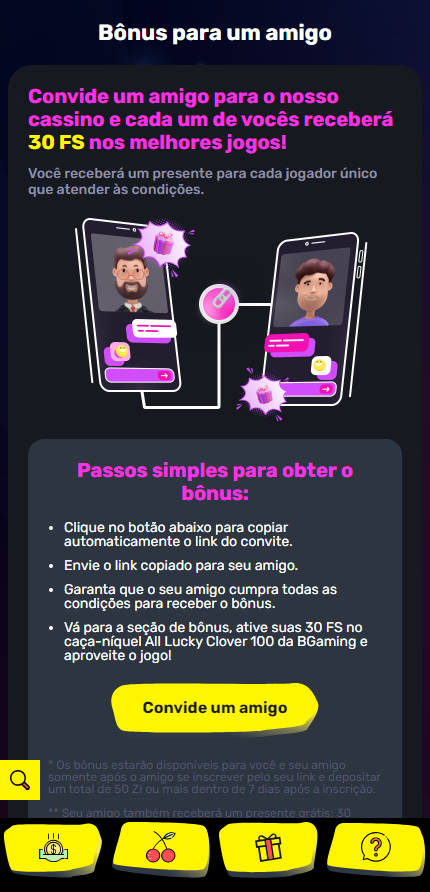 Bônus para um amigo
Convide um amigo para o nosso
cassino e cada um de vocês receberá
30 FS nos melhores jogos!
Você receberá um presente para cada jogador único
que atender às condições.
Passos simples para obter o
bônus:
• Clique no botão abaixo para copiar
automaticamente o link do convite.
• Envie o link copiado para seu amigo.
• Garanta que o seu amigo cumpra todas as
condições para receber o bônus.
• Vá para a seção de bônus, ative suas 30 FS no
caça-níquel All Lucky Clover 100 da BGaming e
aproveite o jogo!
Convide um amigo
* Os bônus estarão disponíveis para você e seu amigo
somente após o amigo se inscrever pelo seu link e depositar
um total de 50 Zł ou mais dentro de 7 dias após a inscrição.
** Seu amigo também receberá um presente grátis: 30